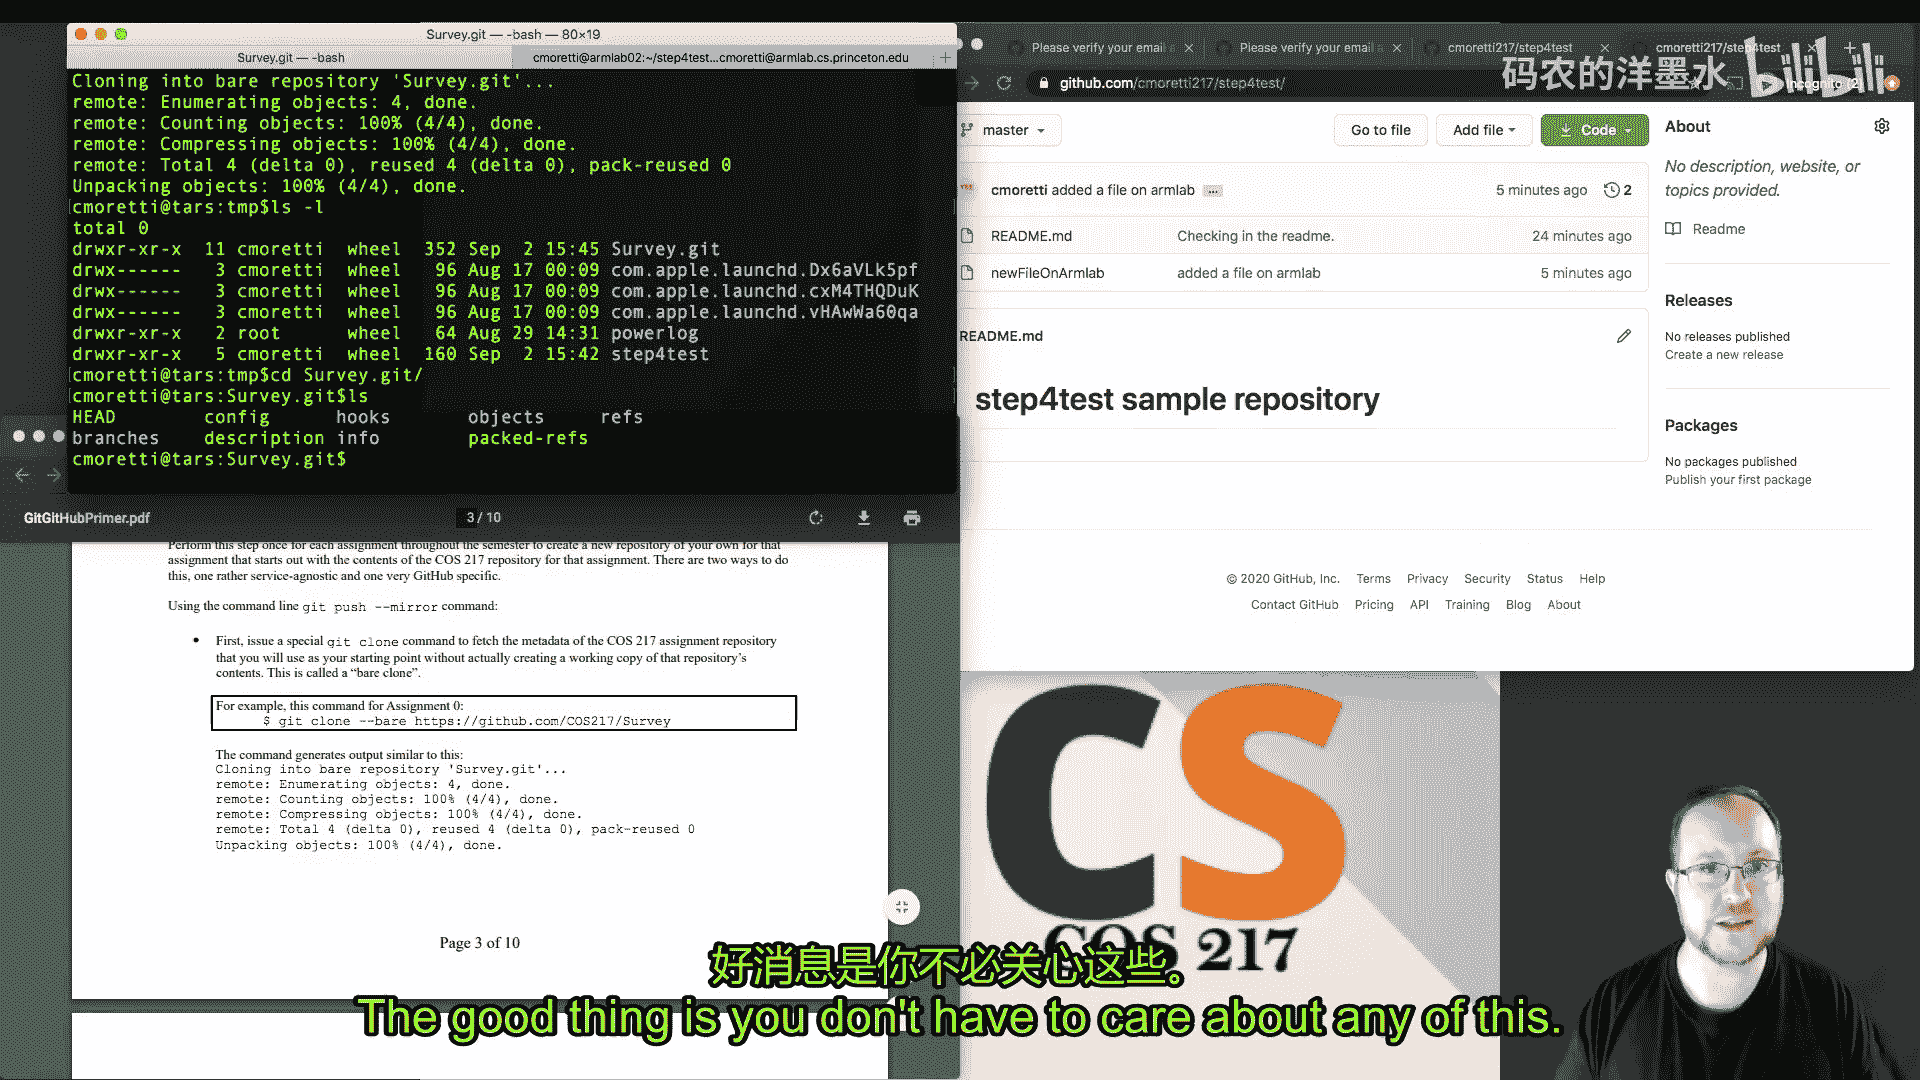 Survey.git — -bash — 80×19
Survey.git — -bash
cmoretti@armlab02:~/step4test...cmoretti@armlab.cs.princeton.edu
Cloning into bare repository 'Survey.git'...
remote: Enumerating objects: 4, done.
remote: Counting objects: 100% (4/4), done.
remote: Compressing objects: 100% (4/4), done.
remote: Total 4 (delta 0), reused 4 (delta 0), pack-reused 0
Unpacking objects: 100% (4/4), done.
cmoretti@tars:tmp$ls -l
total 0
drwxr-xr-x 11 cmoretti wheel 352 Sep 2 15:45 Survey.git
drwx------ 3 cmoretti wheel 96 Aug 17 00:09 com.apple.launchd.Dx6aVLk5pf
drwx------ 3 cmoretti wheel 96 Aug 17 00:09 com.apple.launchd.cxM4THQDuK
drwx------ 3 cmoretti wheel 96 Aug 17 00:09 com.apple.launchd.vHAwWa60qa
drwxr-xr-x 2 root wheel 64 Aug 29 14:31 powerlog
drwxr-xr-x 5 cmoretti wheel 160 Sep 2 15:42 step4test
cmoretti@tars:tmp$cd Survey.git/
cmoretti@tars:Survey.git$ls
HEAD config hooks objects refs
branches description info packed-refs
cmoretti@tars:Survey.git$
Please verify your email
Please verify your email
cmoretti217/step4test
cmoretti217/step4test
github.com/cmoretti217/step4test/
Incognito (2)
码农的洋墨水 bilibili
master
Go to file
Add file
Code
cmoretti added a file on armlab ...
5 minutes ago
2
README.md Checking in the readme. 24 minutes ago
newFileOnArmlab added a file on armlab 5 minutes ago
README.md
step4test sample repository
About
No description, website, or
topics provided.
Readme
Releases
No releases published
Create a new release
Packages
No packages published
Publish your first package
© 2020 GitHub, Inc. Terms Privacy Security Status Help
Contact GitHub Pricing API Training Blog About
GitGitHubPrimer.pdf
3 / 10
Perform this step once for each assignment throughout the semester to create a new repository of your own for that
assignment that starts out with the contents of the COS 217 repository for that assignment. There are two ways to do
this, one rather service-agnostic and one very GitHub specific.
Using the command line git push --mirror command:
• First, issue a special git clone command to fetch the metadata of the COS 217 assignment repository
that you will use as your starting point without actually creating a working copy of that repository's
contents. This is called a "bare clone".
For example, this command for Assignment 0:
$ git clone --bare https://github.com/COS217/Survey
The command generates output similar to this:
Cloning into bare repository 'Survey.git'...
remote: Enumerating objects: 4, done.
remote: Counting objects: 100% (4/4), done.
remote: Compressing objects: 100% (4/4), done.
remote: Total 4 (delta 0), reused 4 (delta 0), pack-reused 0
Unpacking objects: 100% (4/4), done.
Page 3 of 10
CS
COS 217
好消息是你不必关心这些。
The good thing is you don't have to care about any of this.